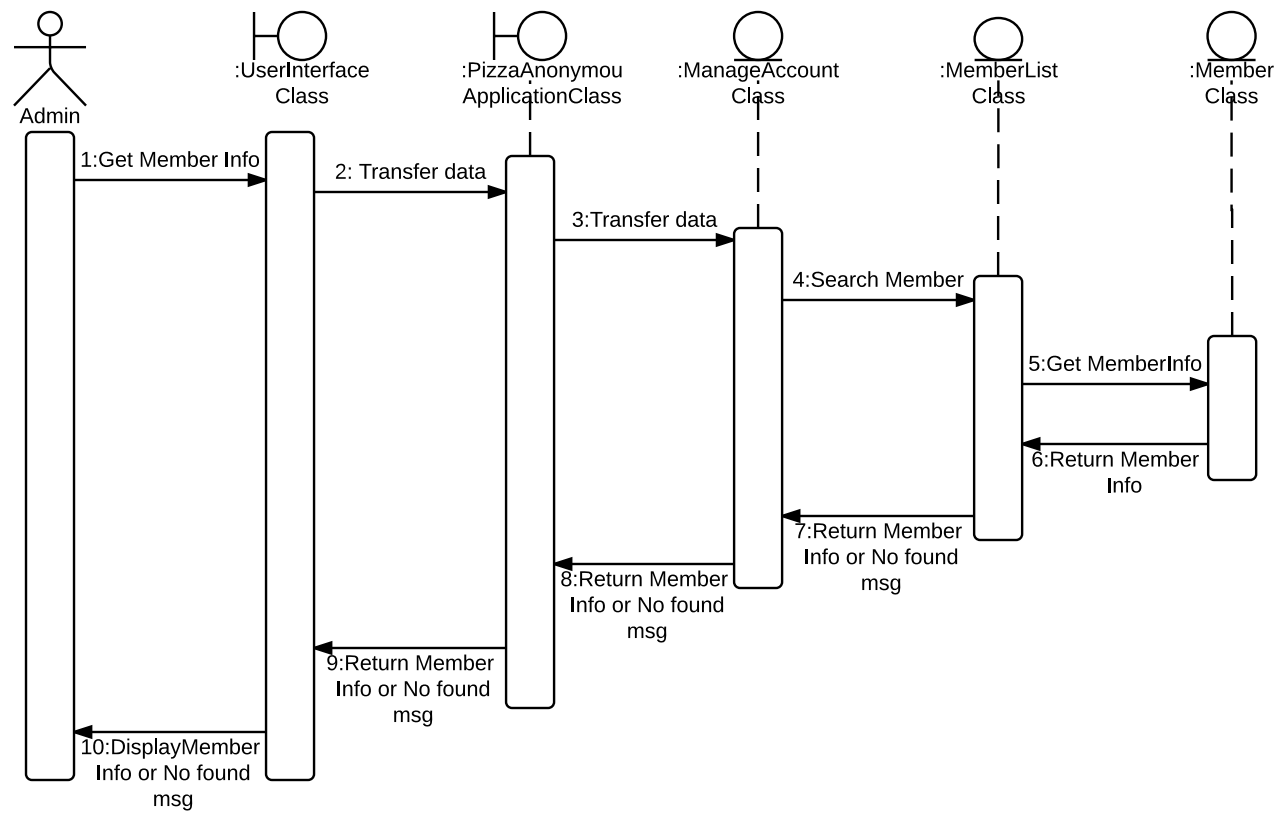 :UserInterface
Class
:PizzaAnonymou
ApplicationClass
:ManageAccount
Class
:MemberList
Class
:Member
Class
Admin
1:Get Member Info
2: Transfer data
3:Transfer data
4:Search Member
5:Get MemberInfo
6:Return Member
Info
7:Return Member
Info or No found
msg
8:Return Member
Info or No found
msg
9:Return Member
Info or No found
msg
10:DisplayMember
Info or No found
msg